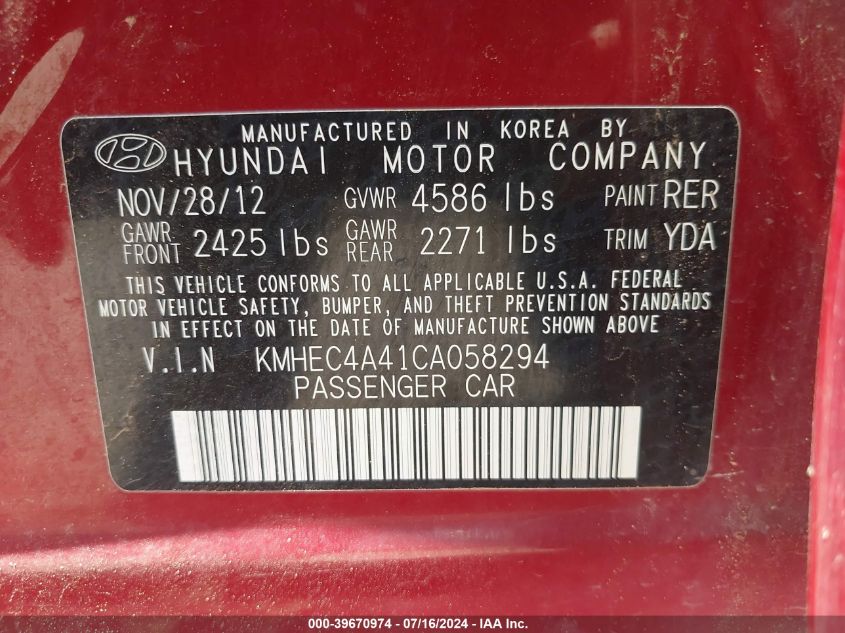 MANUFACTURED IN KOREA BY
HYUNDAI MOTOR COMPANY
NOV/28/12 GVWR 4586 lbs PAINT RER
GAWR FRONT 2425 lbs GAWR REAR 2271 lbs TRIM YDA
THIS VEHICLE CONFORMS TO ALL APPLICABLE U.S.A. FEDERAL
MOTOR VEHICLE SAFETY, BUMPER, AND THEFT PREVENTION STANDARDS
IN EFFECT ON THE DATE OF MANUFACTURE SHOWN ABOVE
V.I.N KMHEC4A41CA058294
PASSENGER CAR
000-39670974 - 07/16/2024 - IAA Inc.